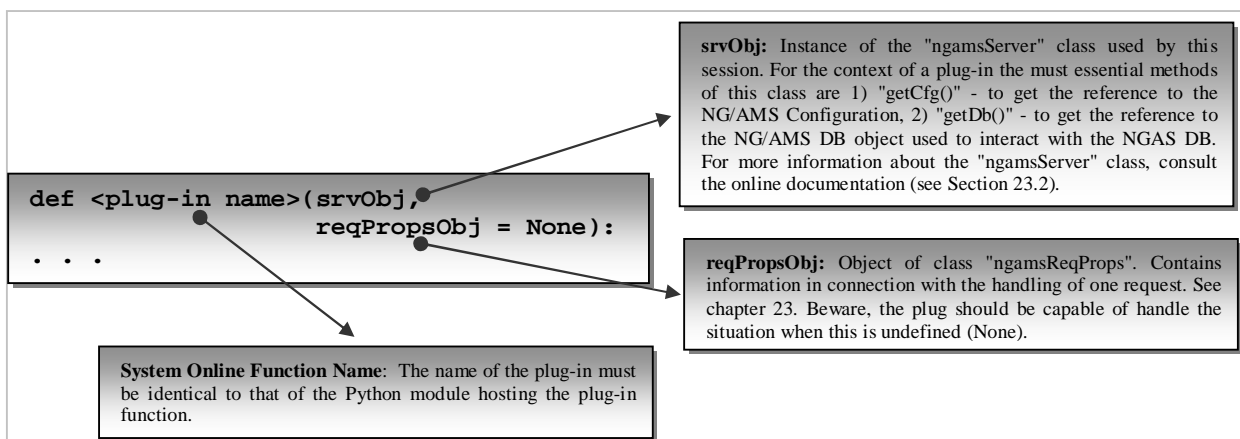 srvObj: Instance of the "ngamsServer" class used by this
session. For the context of a plug-in the must essential methods
of this class are 1) "getCfg()" - to get the reference to the
NG/AMS Configuration, 2) "getDb()" - to get the reference to
the NG/AMS DB object used to interact with the NGAS DB.
For more information about the "ngamsServer" class, consult
the online documentation (see Section 23.2).
def <plug-in name>(srvObj,
reqPropsObj = None):
. . .
reqPropsObj: Object of class "ngamsReqProps". Contains
information in connection with the handling of one request. See
chapter 23. Beware, the plug should be capable of handle the
situation when this is undefined (None).
System Online Function Name: The name of the plug-in must
be identical to that of the Python module hosting the plug-in
function.